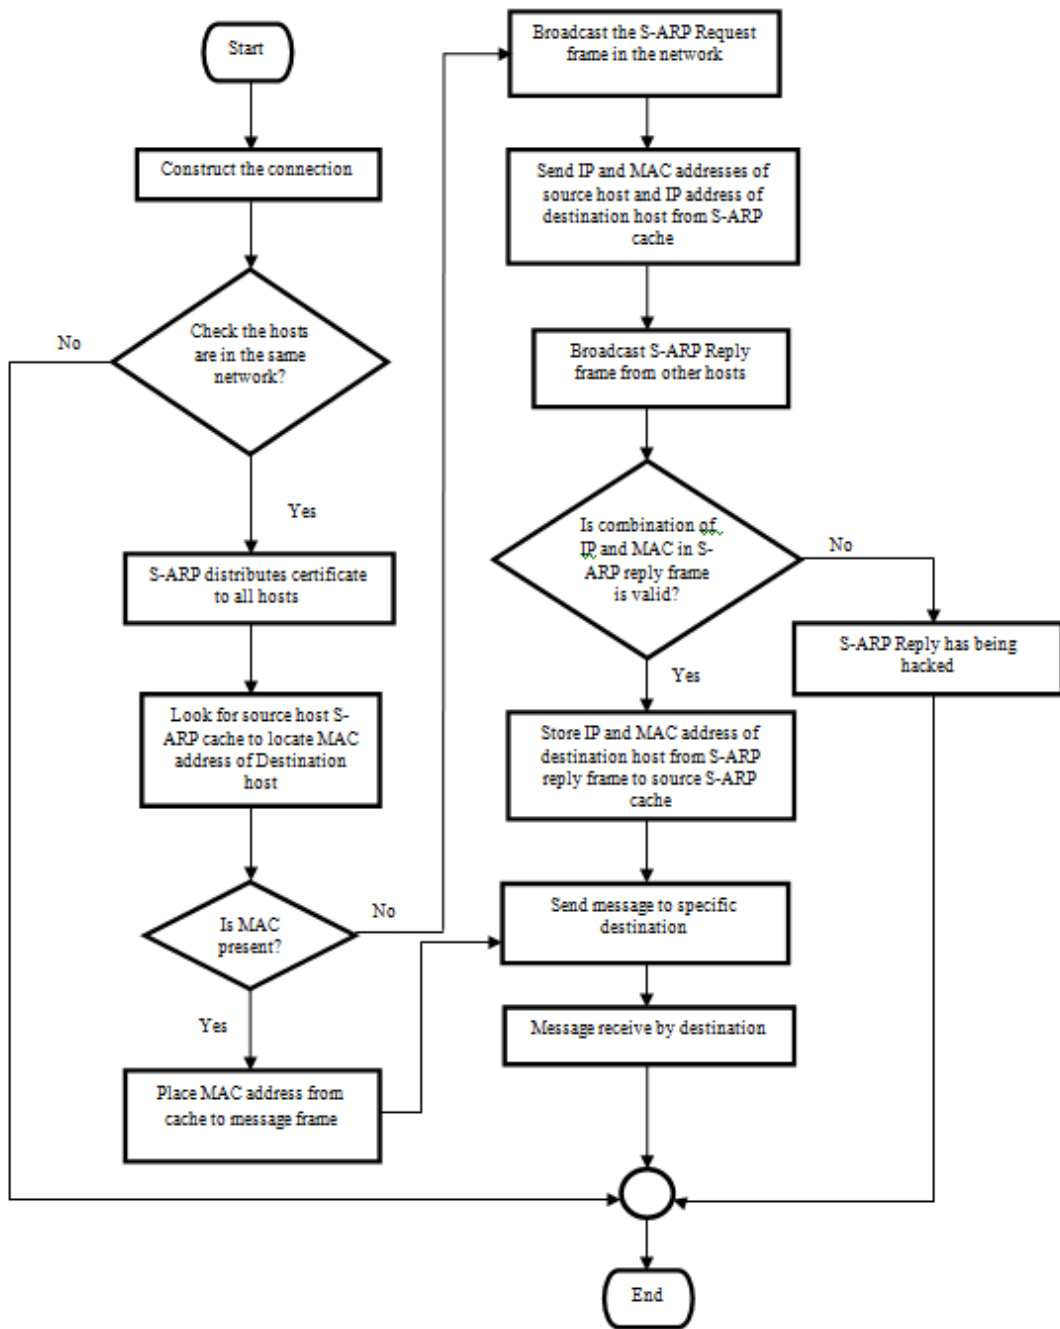 Start
Construct the connection
Check the hosts
are in the same
network?
No
Yes
S-ARP distributes certificate
to all hosts
Look for source host S-
ARP cache to locate MAC
address of Destination
host
Is MAC
present?
No
Yes
Place MAC address from
cache to message frame
Broadcast the S-ARP Request
frame in the network
Send IP and MAC addresses of
source host and IP address of
destination host from S-ARP
cache
Broadcast S-ARP Reply
frame from other hosts
Is combination of
IP and MAC in S-
ARP reply frame
is valid?
No
S-ARP Reply has being
hacked
Yes
Store IP and MAC address of
destination host from S-ARP
reply frame to source S-ARP
cache
Send message to specific
destination
Message receive by destination
End